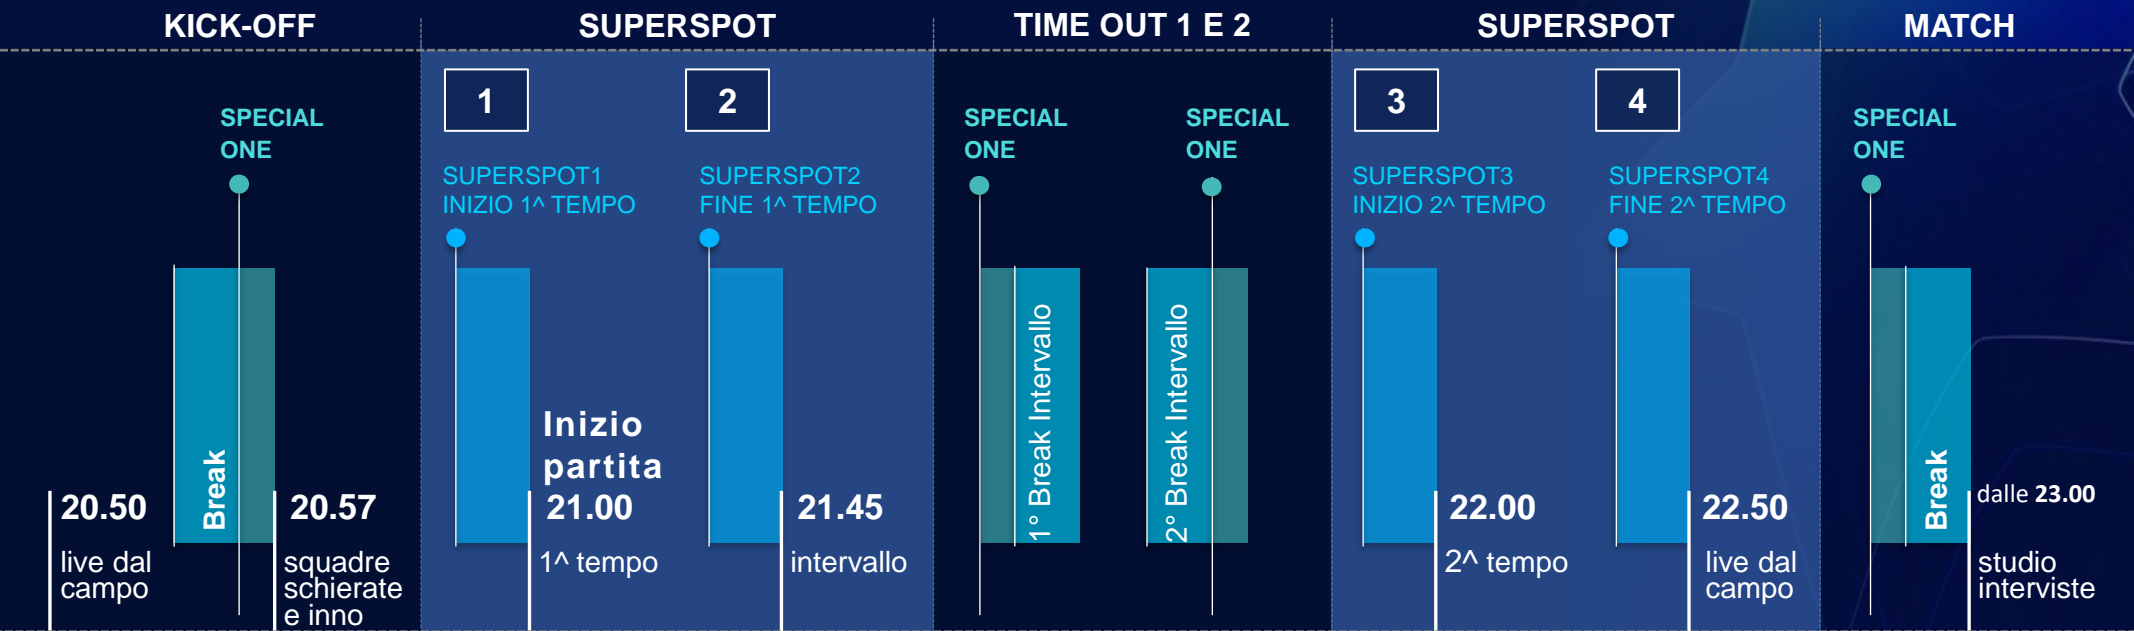 KICK-OFF
SUPERSPOT
TIME OUT 1 E 2
SUPERSPOT
MATCH
SPECIAL
ONE
Break
20.50
live dal
campo
20.57
squadre
schierate
e inno
1
SUPERSPOT1
INIZIO 1^ TEMPO
Inizio
partita
21.00
1^ tempo
2
SUPERSPOT2
FINE 1^ TEMPO
21.45
intervallo
SPECIAL
ONE
1° Break Intervallo
SPECIAL
ONE
2° Break Intervallo
3
SUPERSPOT3
INIZIO 2^ TEMPO
22.00
2^ tempo
4
SUPERSPOT4
FINE 2^ TEMPO
22.50
live dal
campo
SPECIAL
ONE
Break
dalle 23.00
studio
interviste